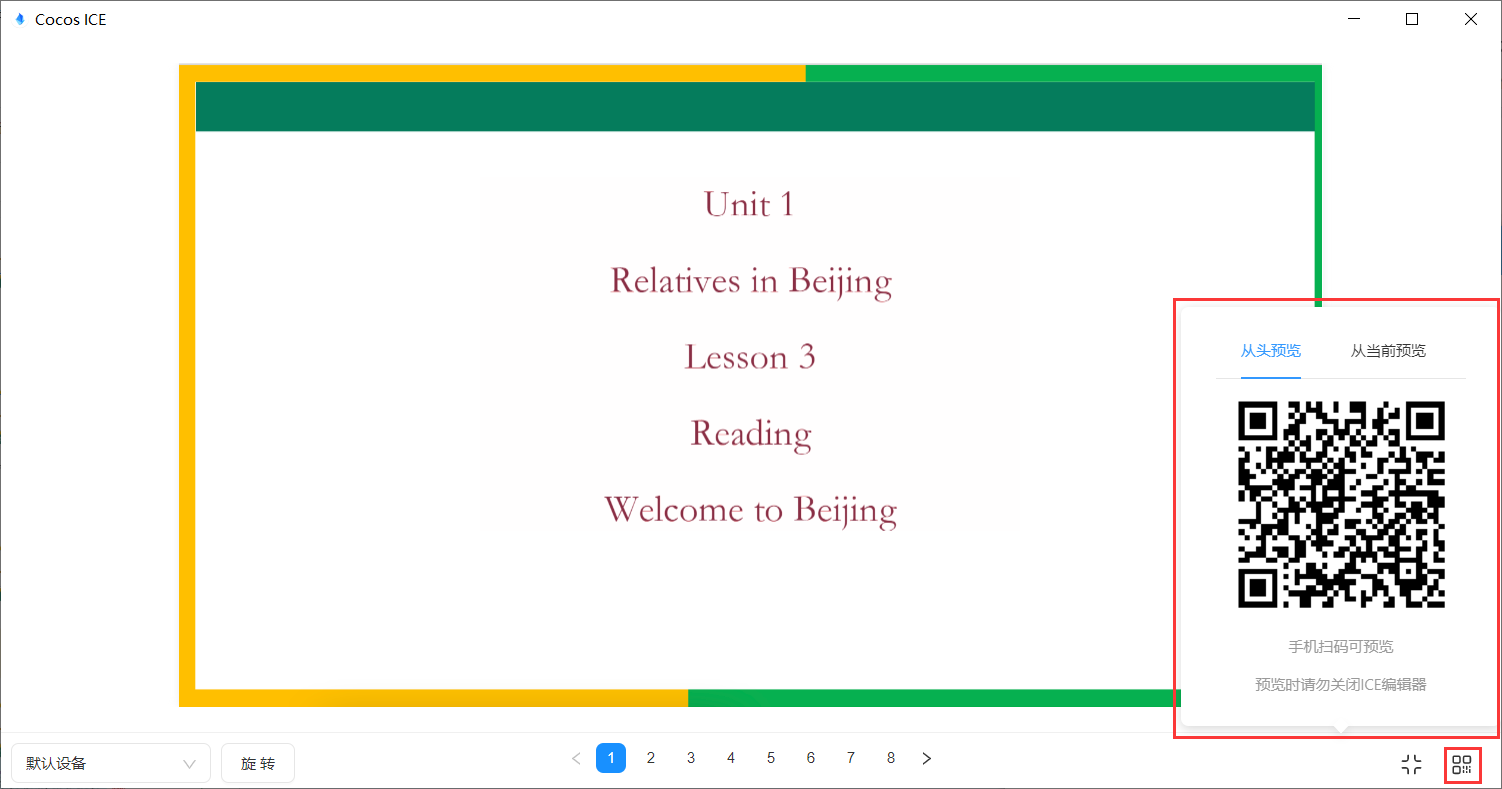 Cocos ICE
Unit 1
Relatives in Beijing
Lesson 3
Reading
Welcome to Beijing
从头预览 从当前预览
手机扫码可预览
预览时请勿关闭ICE编辑器
默认设备 旋 转 1 2 3 4 5 6 7 8